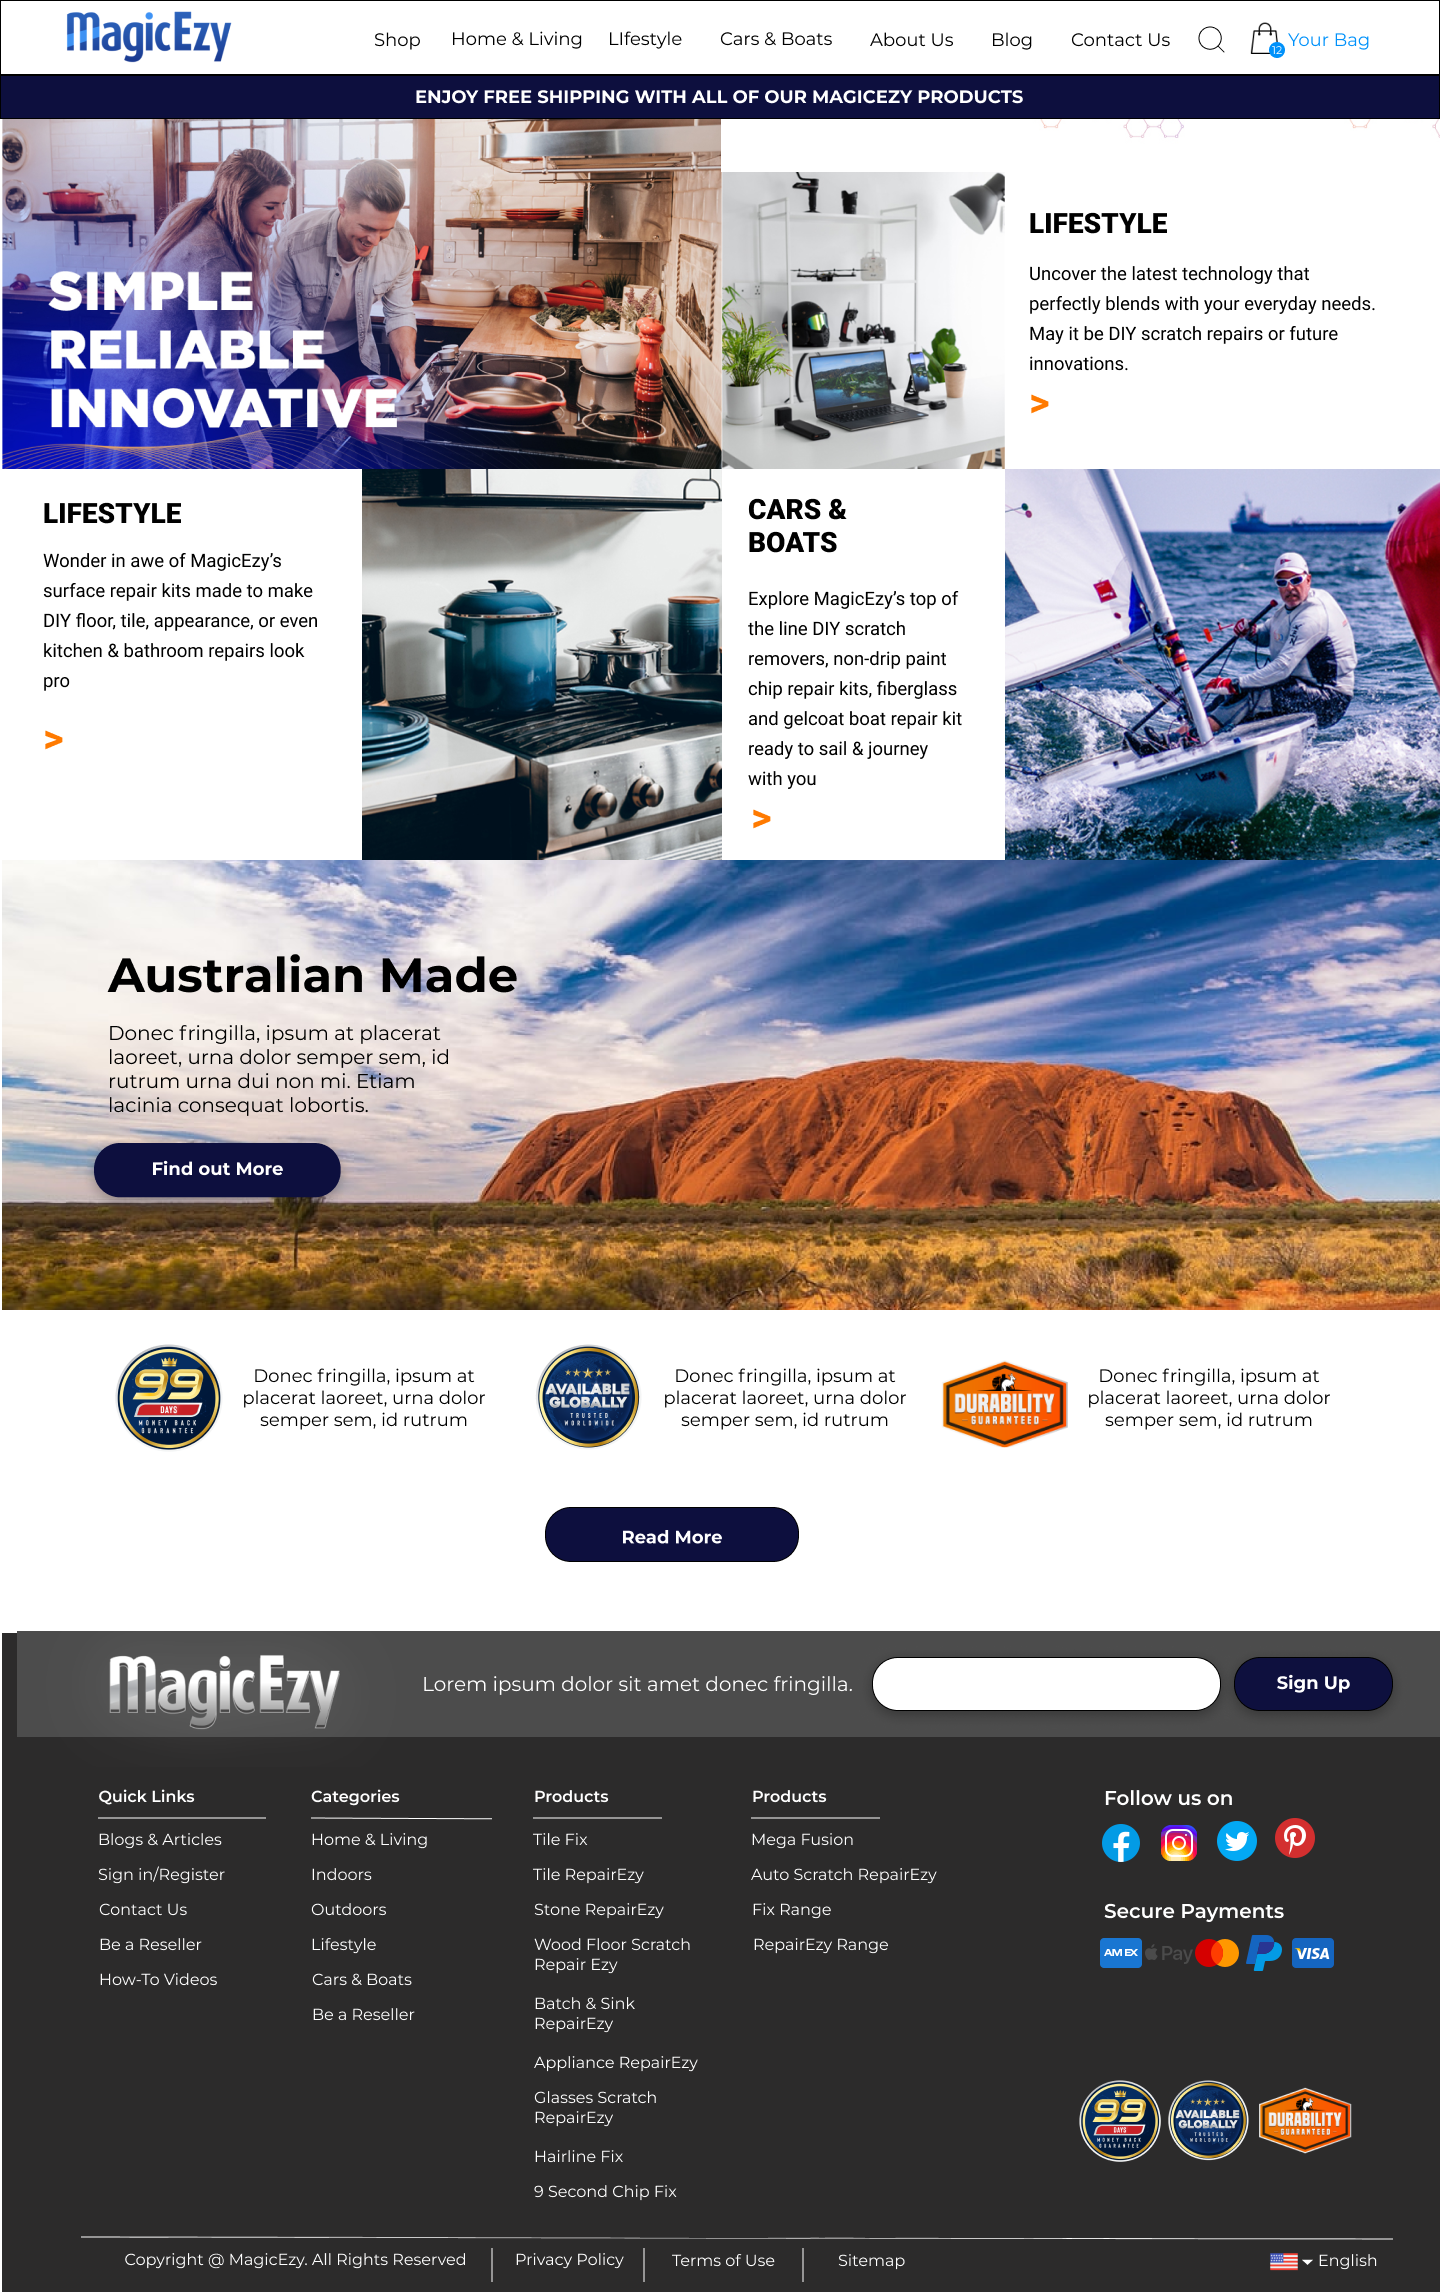 MagicEzy
Shop Home & Living LIfestyle Cars & Boats About Us Blog Contact Us 12 Your Bag
ENJOY FREE SHIPPING WITH ALL OF OUR MAGICEZY PRODUCTS
SIMPLE
RELIABLE
INNOVATIVE
LIFESTYLE
Uncover the latest technology that
perfectly blends with your everyday needs.
May it be DIY scratch repairs or future
innovations.
>
LIFESTYLE
Wonder in awe of MagicEzy’s
surface repair kits made to make
DIY floor, tile, appearance, or even
kitchen & bathroom repairs look
pro
>
CARS &
BOATS
Explore MagicEzy’s top of
the line DIY scratch
removers, non-drip paint
chip repair kits, fiberglass
and gelcoat boat repair kit
ready to sail & journey
with you
>
Australian Made
Donec fringilla, ipsum at placerat
laoreet, urna dolor semper sem, id
rutrum urna dui non mi. Etiam
lacinia consequat lobortis.
Find out More
99
DAYS
MONEY BACK
GUARANTEE
Donec fringilla, ipsum at
placerat laoreet, urna dolor
semper sem, id rutrum
AVAILABLE
GLOBALLY
TRUSTED
WORLDWIDE
Donec fringilla, ipsum at
placerat laoreet, urna dolor
semper sem, id rutrum
DURABILITY
GUARANTEED
Donec fringilla, ipsum at
placerat laoreet, urna dolor
semper sem, id rutrum
Read More
MagicEzy
Lorem ipsum dolor sit amet donec fringilla.
Sign Up
Quick Links
Blogs & Articles
Sign in/Register
Contact Us
Be a Reseller
How-To Videos
Categories
Home & Living
Indoors
Outdoors
Lifestyle
Cars & Boats
Be a Reseller
Products
Tile Fix
Tile RepairEzy
Stone RepairEzy
Wood Floor Scratch
Repair Ezy
Batch & Sink
RepairEzy
Appliance RepairEzy
Glasses Scratch
RepairEzy
Hairline Fix
9 Second Chip Fix
Products
Mega Fusion
Auto Scratch RepairEzy
Fix Range
RepairEzy Range
Follow us on
Secure Payments
AMEX Pay VISA
99
DAYS
MONEY BACK
GUARANTEE
AVAILABLE
GLOBALLY
TRUSTED
WORLDWIDE
DURABILITY
GUARANTEED
Copyright @ MagicEzy. All Rights Reserved Privacy Policy Terms of Use Sitemap English